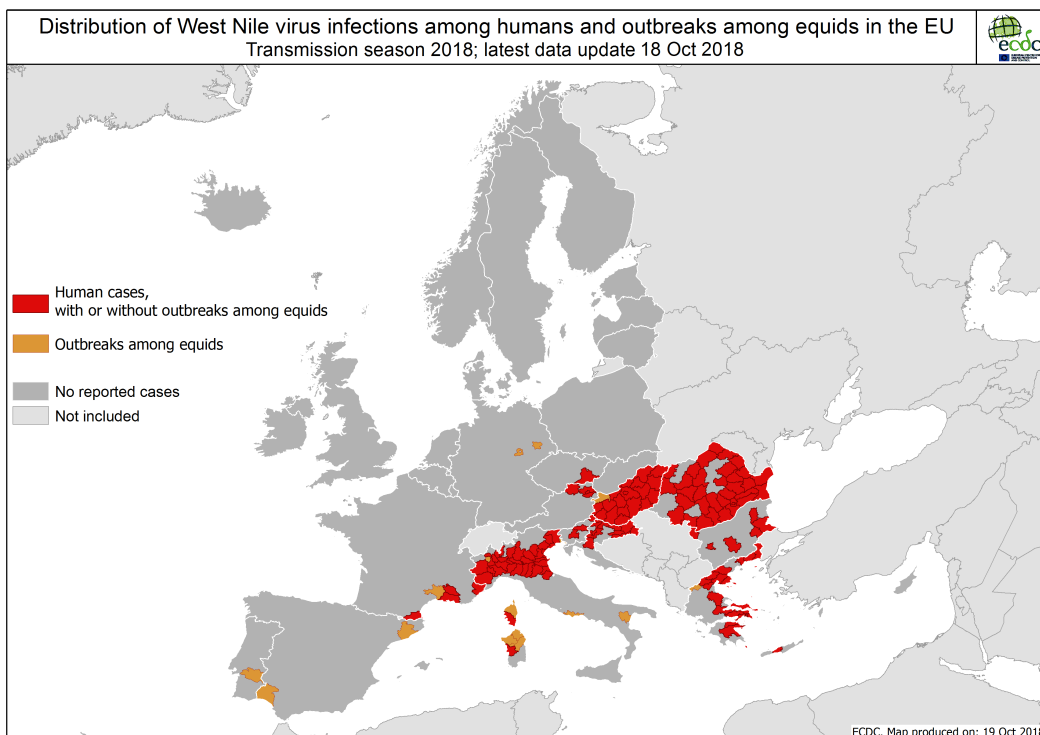 Distribution of West Nile virus infections among humans and outbreaks among equids in the EU
Transmission season 2018; latest data update 18 Oct 2018
ecdc
Human cases,
with or without outbreaks among equids
Outbreaks among equids
No reported cases
Not included
ECDC. Map produced on: 19 Oct 2018